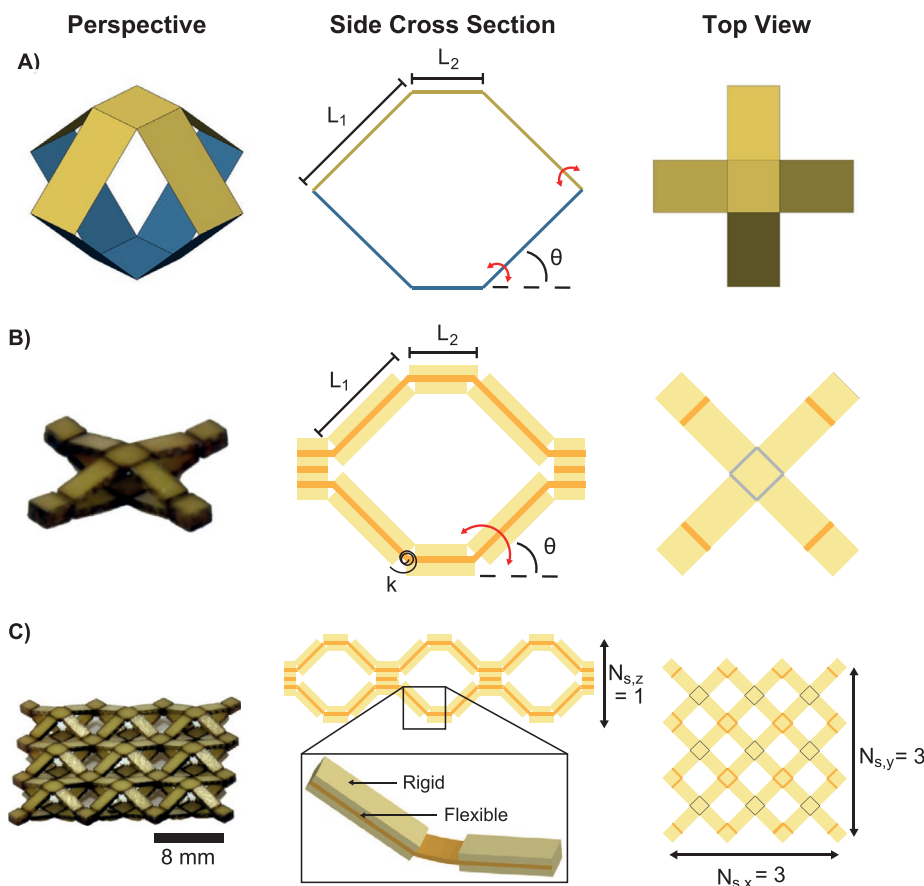 Perspective
Side Cross Section
Top View
A)
L2
L1
θ
B)
L2
L1
θ
k
C)
Ns,z
= 1
Rigid
Flexible
Ns,y = 3
8 mm
Ns,x = 3